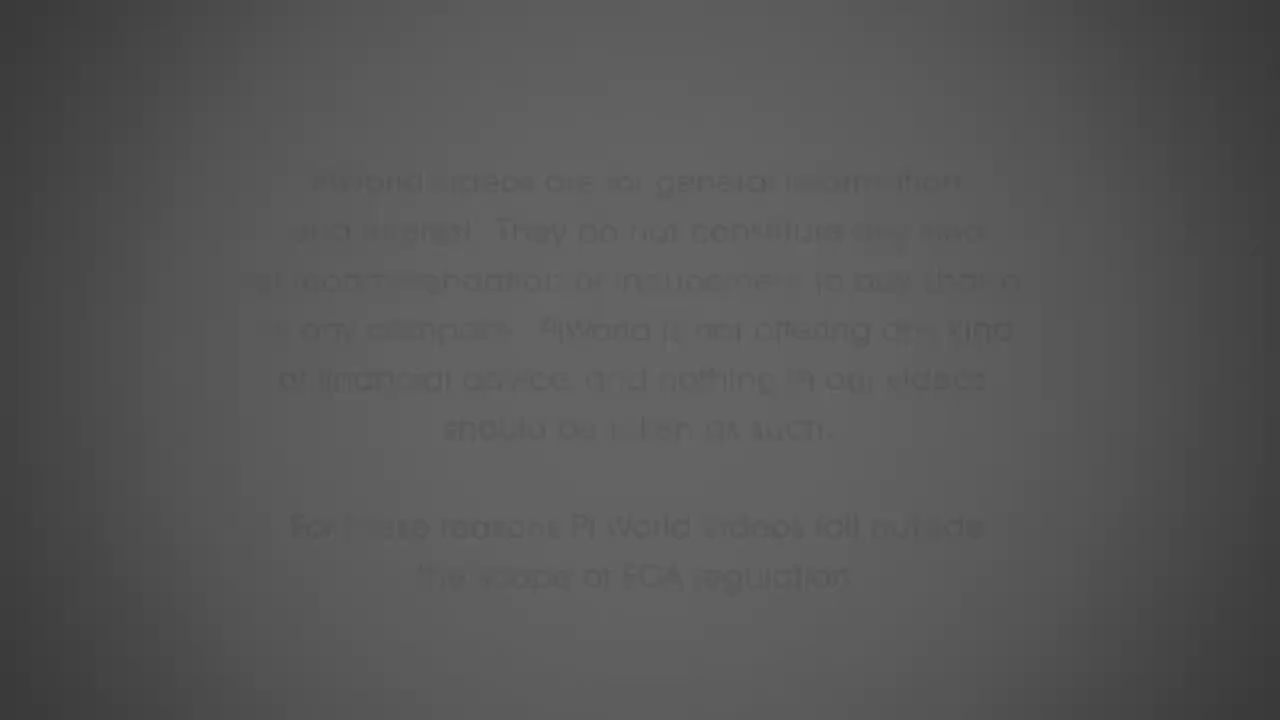 PIWorld videos are for general information
and interest. They do not constitute any kind
of recommendation or inducement to buy shares
in any company. PIWorld is not offering any kind
of financial advice, and nothing in our videos
should be taken as such.
For these reasons PI World videos fall outside
the scope of FCA regulation